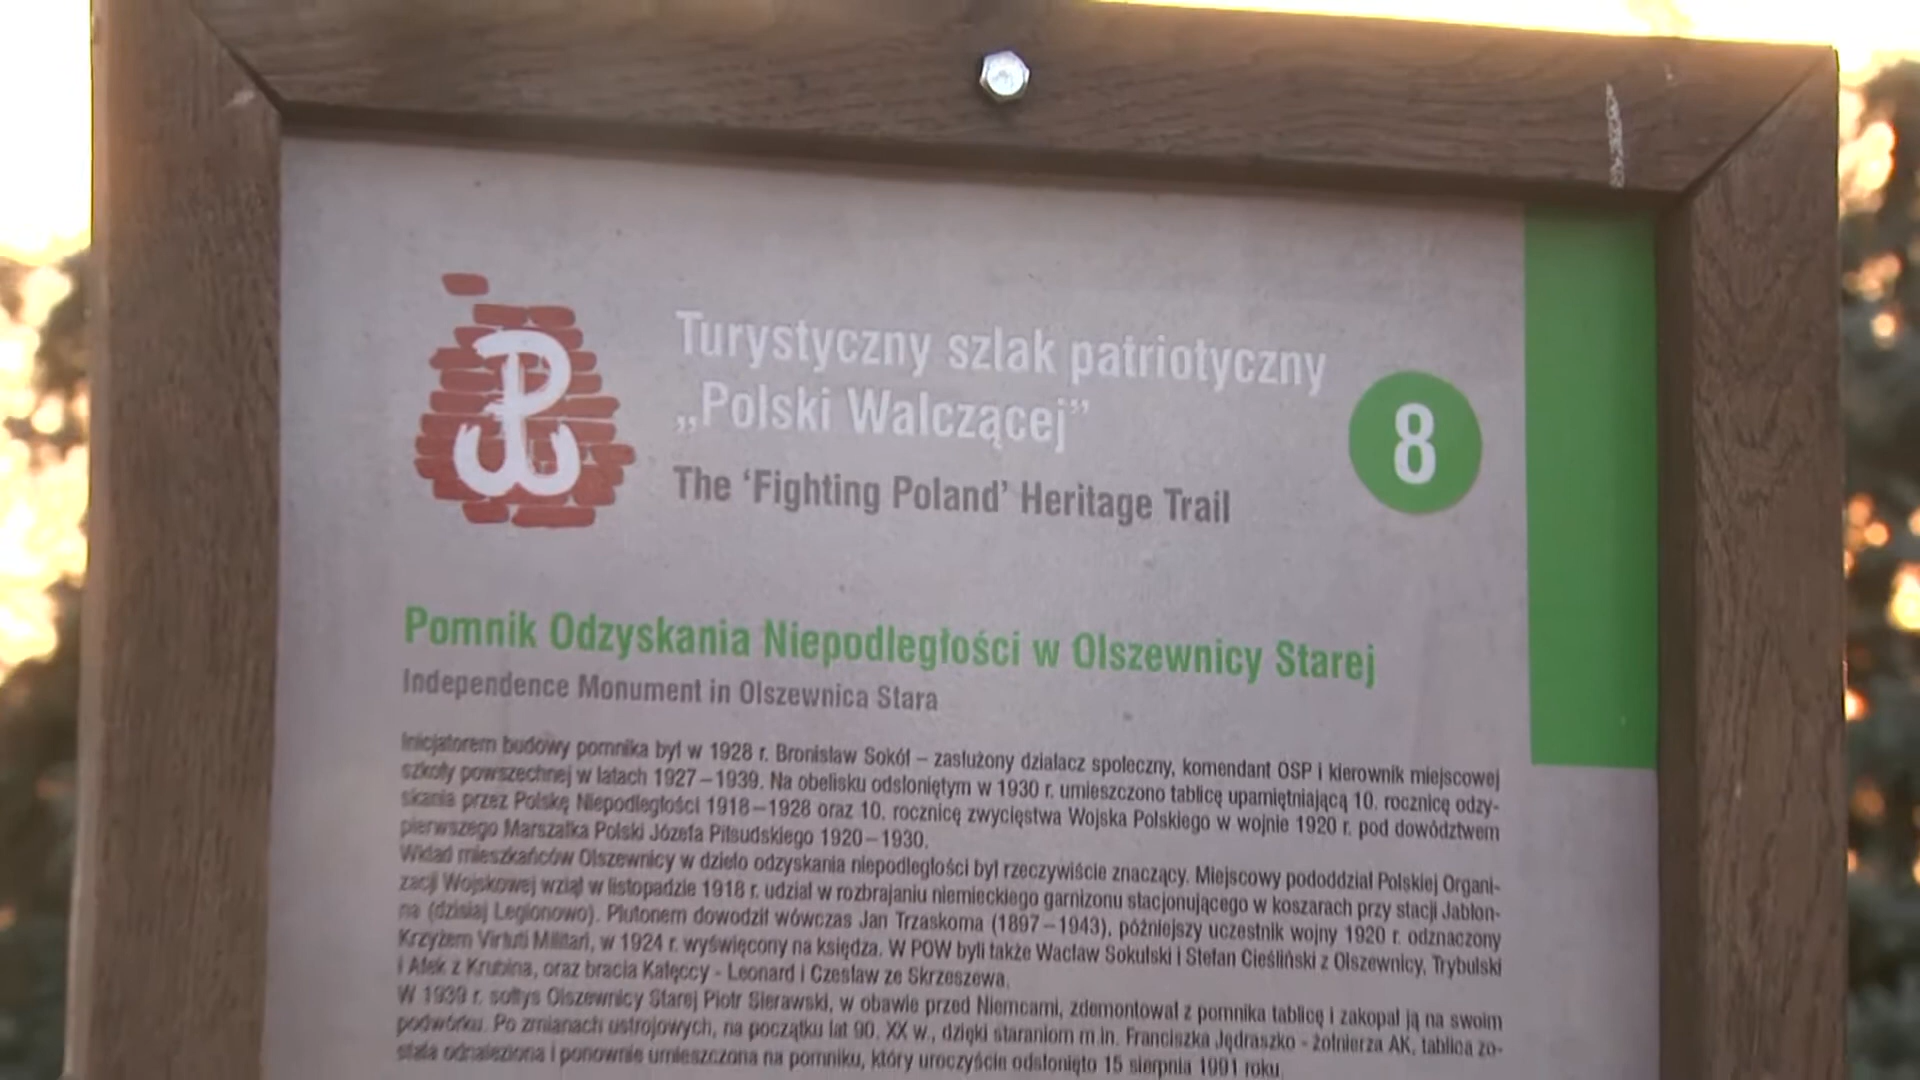 Turystyczny szlak patriotyczny
„Polski Walczącej”
The ‘Fighting Poland’ Heritage Trail
8
Pomnik Odzyskania Niepodległości w Olszewnicy Starej
Independence Monument in Olszewnica Stara
Inicjatorem budowy pomnika był w 1928 r. Bronisław Sokół – zasłużony działacz społeczny, komendant OSP i kierownik miejscowej
szkoły powszechnej w latach 1927–1939. Na obelisku odsłoniętym w 1930 r. umieszczono tablicę upamiętniającą 10. rocznicę odzy-
skania przez Polskę Niepodległości 1918–1928 oraz 10. rocznicę zwycięstwa Wojska Polskiego w wojnie 1920 r. pod dowództwem
pierwszego Marszałka Polski Józefa Piłsudskiego 1920–1930.
Wkład mieszkańców Olszewnicy w dzieło odzyskania niepodległości był rzeczywiście znaczący. Miejscowy pododdział Polskiej Organi-
zacji Wojskowej wziął w listopadzie 1918 r. udział w rozbrajaniu niemieckiego garnizonu stacjonującego w koszarach przy stacji Jabłon-
na (dzisiaj Legionowo). Plutonem dowodził wówczas Jan Trzaskoma (1897–1943), późniejszy uczestnik wojny 1920 r. odznaczony
Krzyżem Virtuti Militari, w 1924 r. wyświęcony na księdza. W POW byli także Wacław Sokulski i Stefan Cieśliński z Olszewnicy, Trybulski
i Afek z Krubina, oraz bracia Kałęccy - Leonard i Czesław ze Skrzeszewa.
W 1939 r. sołtys Olszewnicy Starej Piotr Sierawski, w obawie przed Niemcami, zdemontował z pomnika tablicę i zakopał ją na swoim
podwórku. Po zmianach ustrojowych, na początku lat 90. XX w., dzięki staraniom m.in. Franciszka Jędraszko - żołnierza AK, tablica zo-
stała odnaleziona i ponownie umieszczona na pomniku, który uroczyście odsłonięto 15 sierpnia 1991 roku.